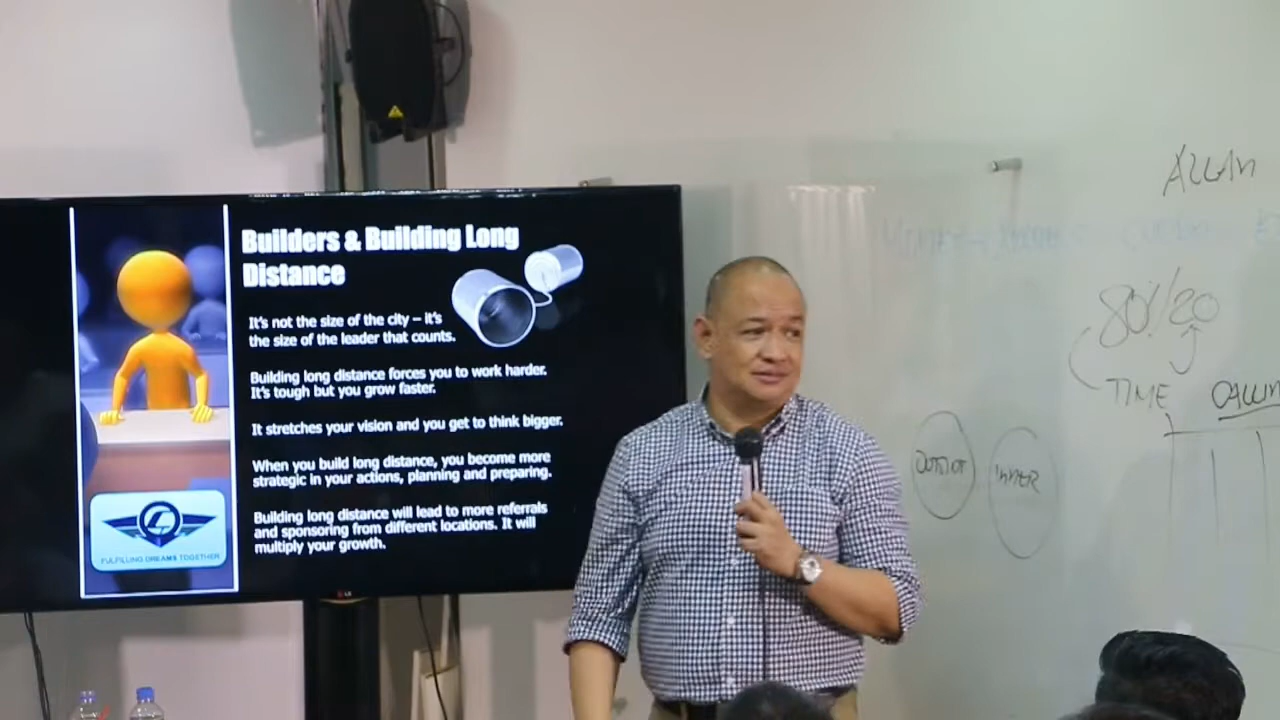 Builders & Building Long
Distance
It's not the size of the city – it's
the size of the leader that counts.
Building long distance forces you to work harder.
It's tough but you grow faster.
It stretches your vision and you get to think bigger.
When you build long distance, you become more
strategic in your actions, planning and preparing.
Building long distance will lead to more referrals
and sponsoring from different locations. It will
multiply your growth.
FULFILLING DREAMS TOGETHER
LG
ALLAN
80%/20
TIME
INNER